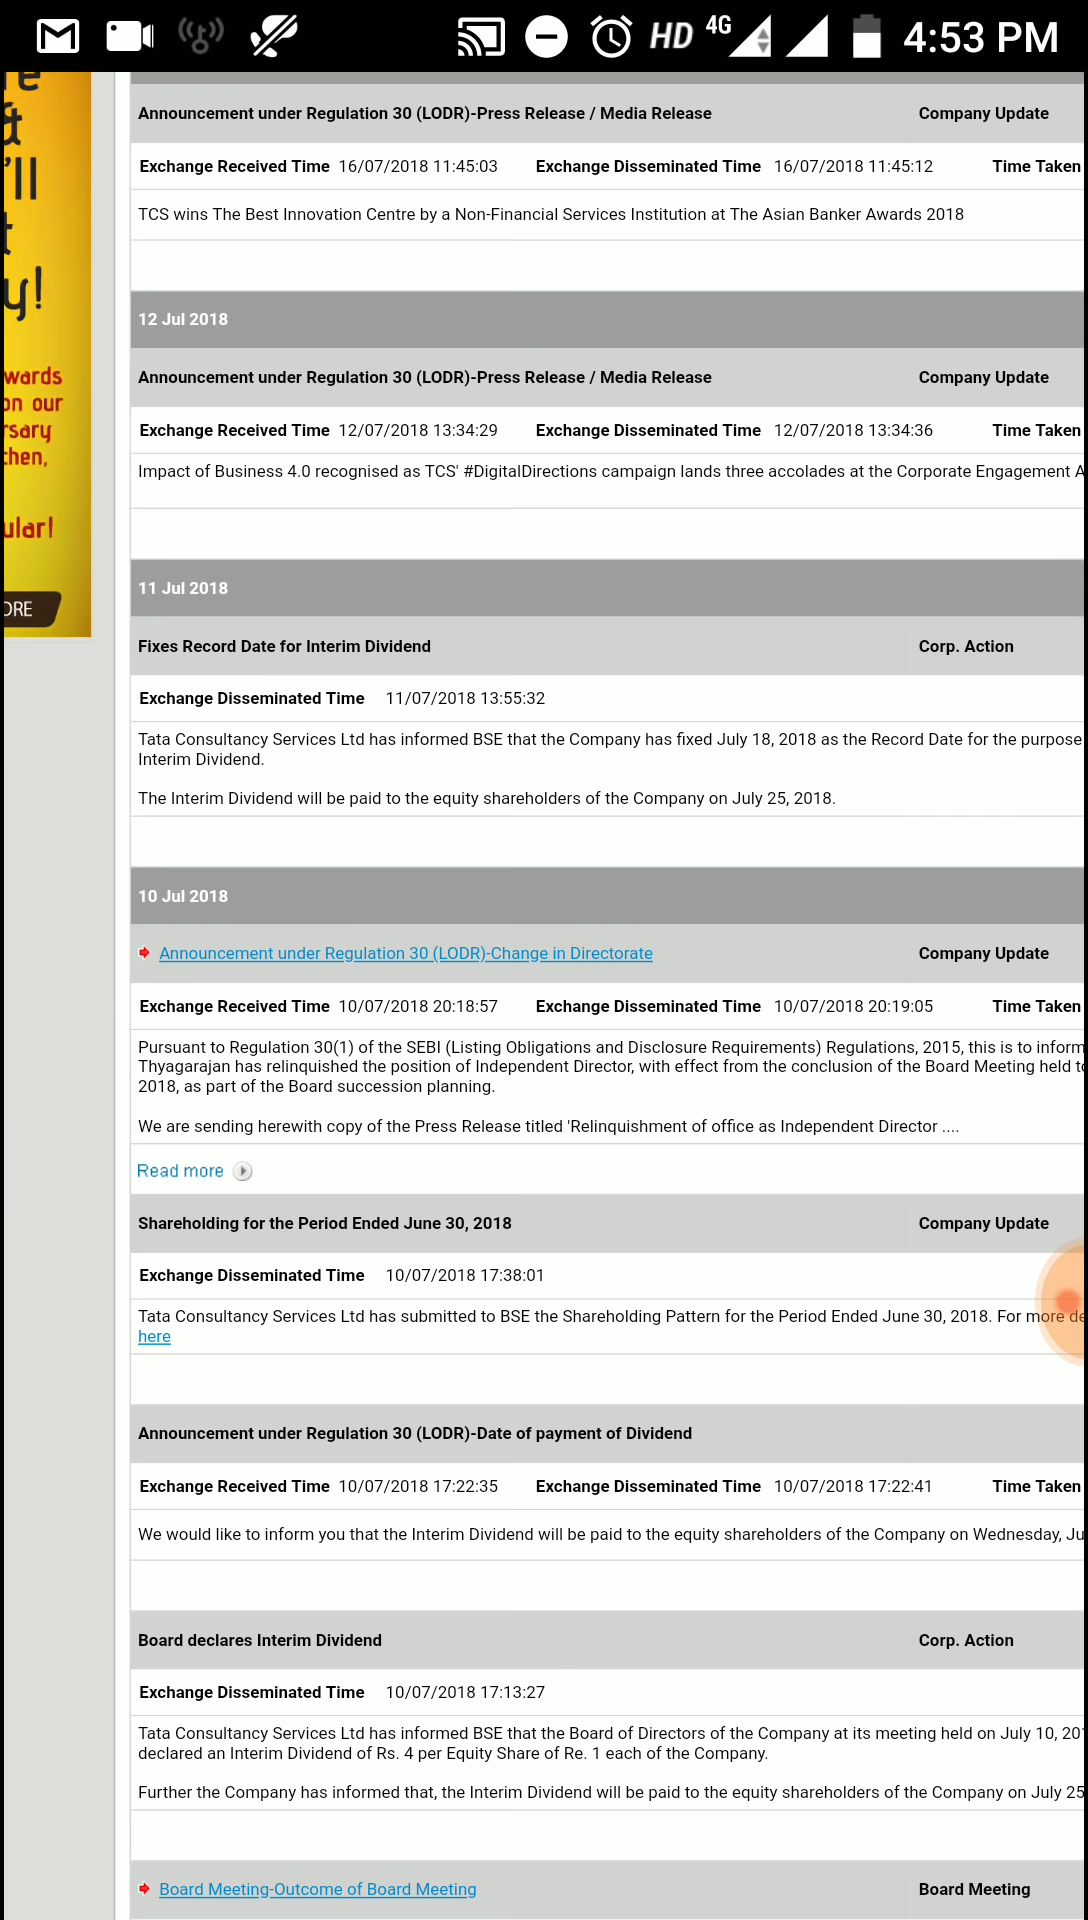 HD 4G 4:53 PM
&
'll
y!
wards
on our
rsary
chen,
ular!
ORE
Announcement under Regulation 30 (LODR)-Press Release / Media Release Company Update
Exchange Received Time 16/07/2018 11:45:03 Exchange Disseminated Time 16/07/2018 11:45:12 Time Taken
TCS wins The Best Innovation Centre by a Non-Financial Services Institution at The Asian Banker Awards 2018
12 Jul 2018
Announcement under Regulation 30 (LODR)-Press Release / Media Release Company Update
Exchange Received Time 12/07/2018 13:34:29 Exchange Disseminated Time 12/07/2018 13:34:36 Time Taken
Impact of Business 4.0 recognised as TCS' #DigitalDirections campaign lands three accolades at the Corporate Engagement A
11 Jul 2018
Fixes Record Date for Interim Dividend Corp. Action
Exchange Disseminated Time 11/07/2018 13:55:32
Tata Consultancy Services Ltd has informed BSE that the Company has fixed July 18, 2018 as the Record Date for the purpose
Interim Dividend.
The Interim Dividend will be paid to the equity shareholders of the Company on July 25, 2018.
10 Jul 2018
Announcement under Regulation 30 (LODR)-Change in Directorate Company Update
Exchange Received Time 10/07/2018 20:18:57 Exchange Disseminated Time 10/07/2018 20:19:05 Time Taken
Pursuant to Regulation 30(1) of the SEBI (Listing Obligations and Disclosure Requirements) Regulations, 2015, this is to inform
Thyagarajan has relinquished the position of Independent Director, with effect from the conclusion of the Board Meeting held to
2018, as part of the Board succession planning.
We are sending herewith copy of the Press Release titled 'Relinquishment of office as Independent Director ....
Read more
Shareholding for the Period Ended June 30, 2018 Company Update
Exchange Disseminated Time 10/07/2018 17:38:01
Tata Consultancy Services Ltd has submitted to BSE the Shareholding Pattern for the Period Ended June 30, 2018. For more de
here
Announcement under Regulation 30 (LODR)-Date of payment of Dividend
Exchange Received Time 10/07/2018 17:22:35 Exchange Disseminated Time 10/07/2018 17:22:41 Time Taken
We would like to inform you that the Interim Dividend will be paid to the equity shareholders of the Company on Wednesday, Ju
Board declares Interim Dividend Corp. Action
Exchange Disseminated Time 10/07/2018 17:13:27
Tata Consultancy Services Ltd has informed BSE that the Board of Directors of the Company at its meeting held on July 10, 201
declared an Interim Dividend of Rs. 4 per Equity Share of Re. 1 each of the Company.
Further the Company has informed that, the Interim Dividend will be paid to the equity shareholders of the Company on July 25
Board Meeting-Outcome of Board Meeting Board Meeting